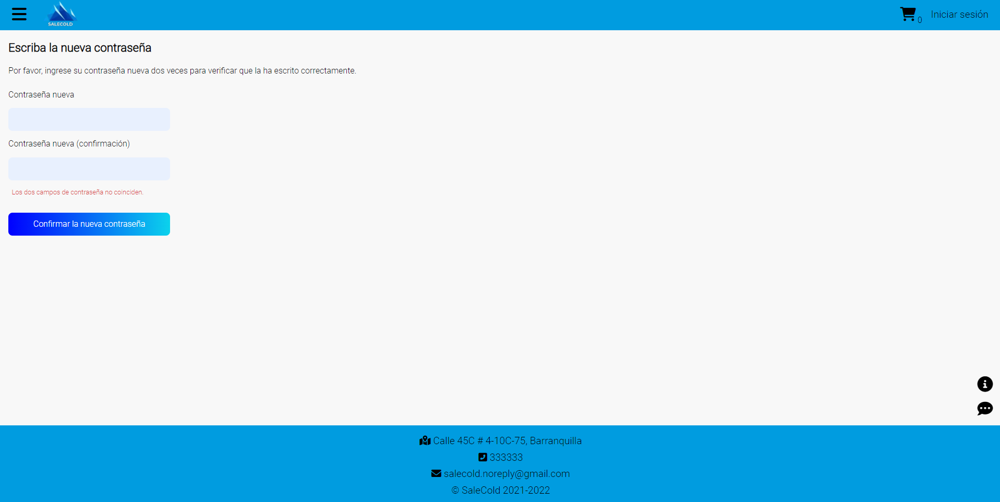 SALECOLD
0
Iniciar sesión
Escriba la nueva contraseña
Por favor, ingrese su contraseña nueva dos veces para verificar que la ha escrito correctamente.
Contraseña nueva
Contraseña nueva (confirmación)
Los dos campos de contraseña no coinciden.
Confirmar la nueva contraseña
Calle 45C # 4-10C-75, Barranquilla
333333
salecold.noreply@gmail.com
© SaleCold 2021-2022